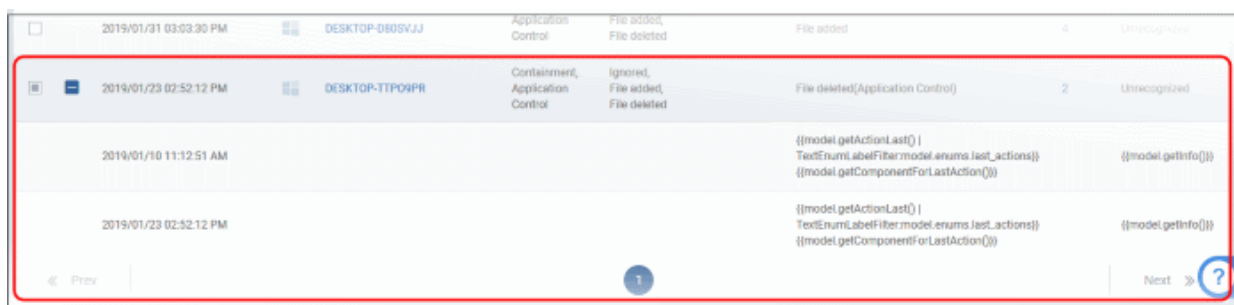 2019/01/31 03:03:30 PM DESKTOP-D80SVJJ Application Control File added, File deleted File added 4 Unrecognized
2019/01/23 02:52:12 PM DESKTOP-TTPO9PR Containment, Application Control Ignored, File added, File deleted File deleted(Application Control) 2 Unrecognized
2019/01/10 11:12:51 AM {{model.getActionLast() | TextEnumLabelFilter:model.enums.last_actions}} {{model.getComponentForLastAction()}} {{model.getInfo()}}
2019/01/23 02:52:12 PM {{model.getActionLast() | TextEnumLabelFilter:model.enums.last_actions}} {{model.getComponentForLastAction()}} {{model.getInfo()}}
« Prev 1 Next » ?